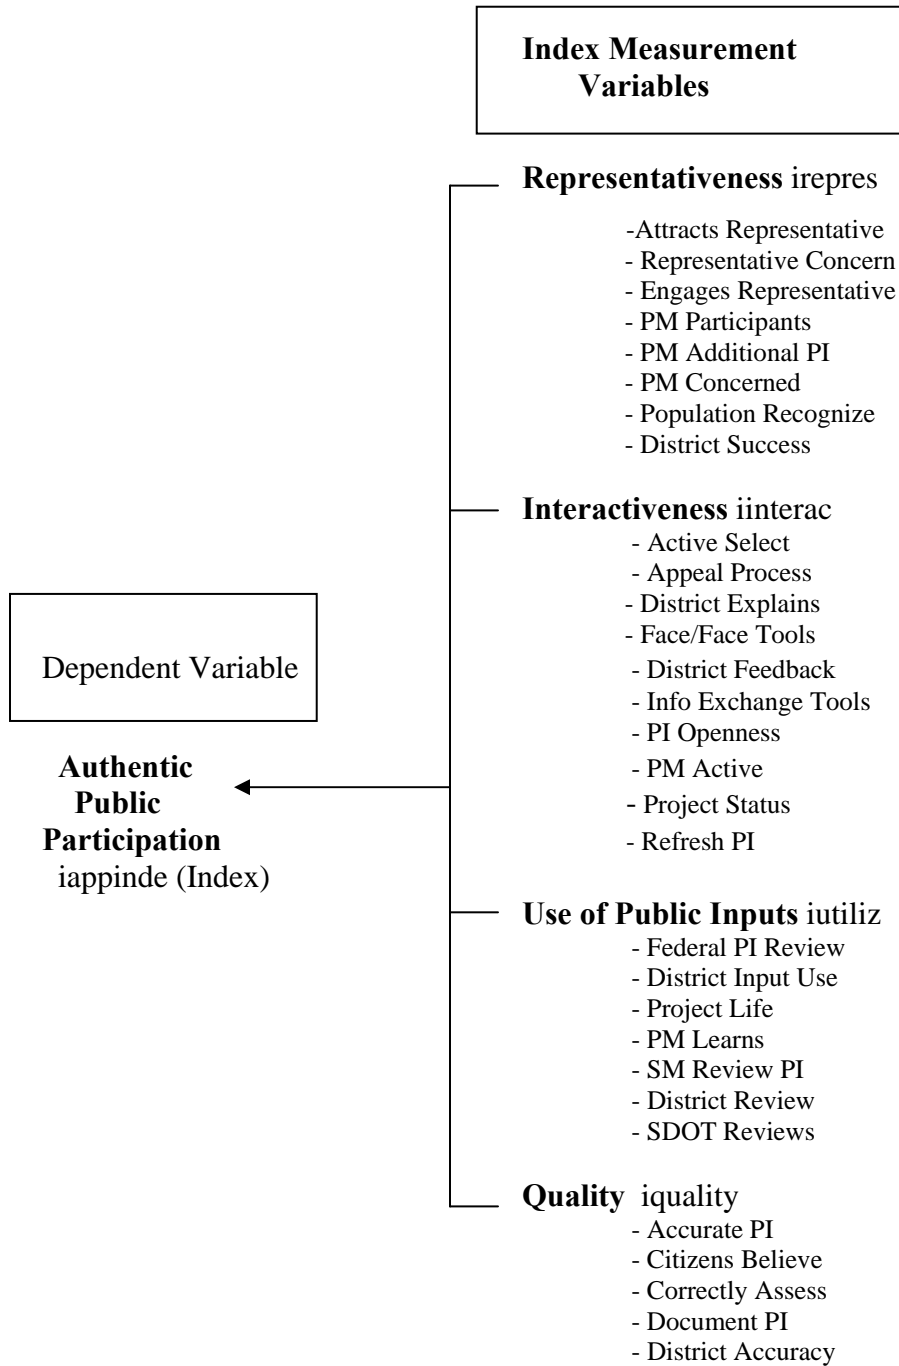 Index Measurement
Variables
Representativeness irepres
-Attracts Representative
- Representative Concern
- Engages Representative
- PM Participants
- PM Additional PI
- PM Concerned
- Population Recognize
- District Success
Interactiveness iinterac
- Active Select
- Appeal Process
- District Explains
- Face/Face Tools
- District Feedback
- Info Exchange Tools
- PI Openness
- PM Active
- Project Status
- Refresh PI
Dependent Variable
Authentic
Public
Participation
iappinde (Index)
Use of Public Inputs iutiliz
- Federal PI Review
- District Input Use
- Project Life
- PM Learns
- SM Review PI
- District Review
- SDOT Reviews
Quality iquality
- Accurate PI
- Citizens Believe
- Correctly Assess
- Document PI
- District Accuracy